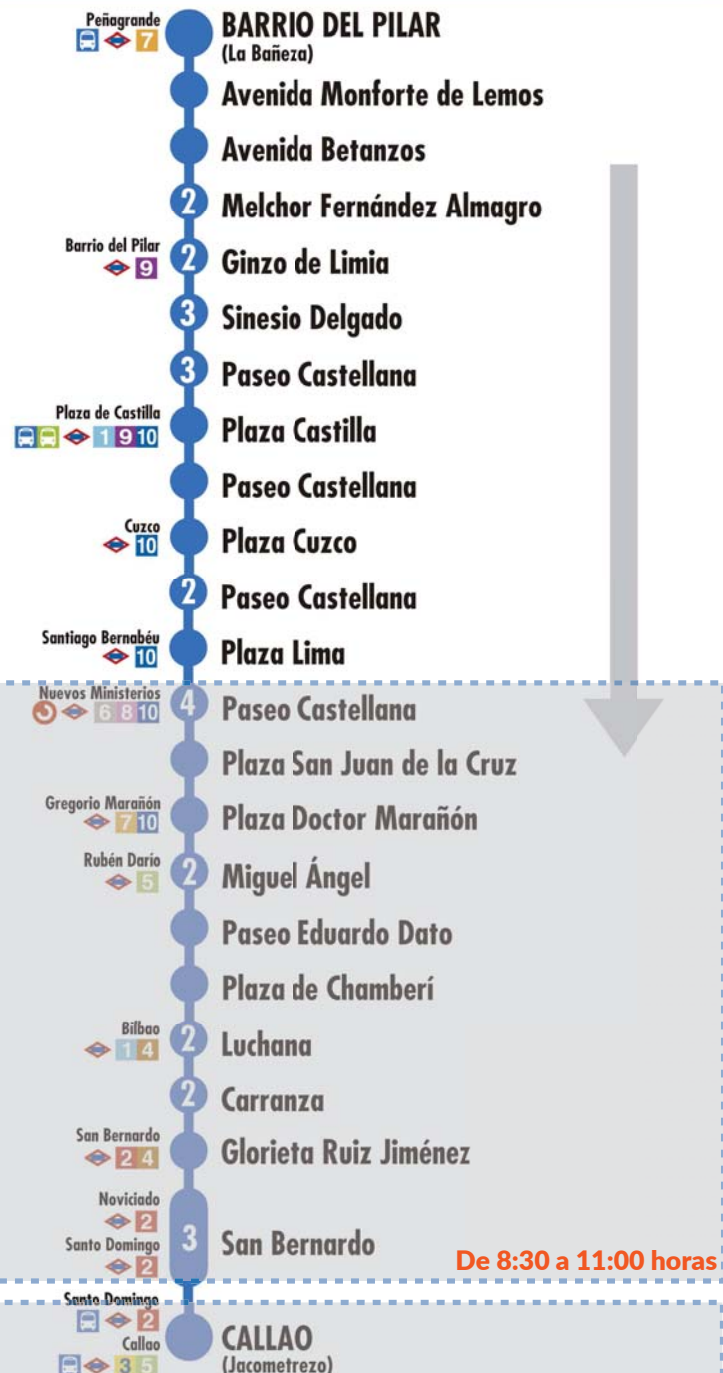 Peñagrande
7
BARRIO DEL PILAR
(La Bañeza)
Avenida Monforte de Lemos
Avenida Betanzos
2 Melchor Fernández Almagro
Barrio del Pilar
9
2 Ginzo de Limia
3 Sinesio Delgado
3 Paseo Castellana
Plaza de Castilla
1 9 10
Plaza Castilla
Paseo Castellana
Cuzco
10
Plaza Cuzco
2 Paseo Castellana
Santiago Bernabéu
10
Plaza Lima
Nuevos Ministerios
6 8 10
4 Paseo Castellana
Plaza San Juan de la Cruz
Gregorio Marañón
7 10
Plaza Doctor Marañón
Rubén Darío
5
2 Miguel Ángel
Paseo Eduardo Dato
Plaza de Chamberí
Bilbao
1 4
2 Luchana
2 Carranza
San Bernardo
2 4
Glorieta Ruiz Jiménez
Noviciado
2
Santo Domingo
2
3 San Bernardo
De 8:30 a 11:00 horas
Santo Domingo
2
Callao
3 5
CALLAO
(Jacometrezo)